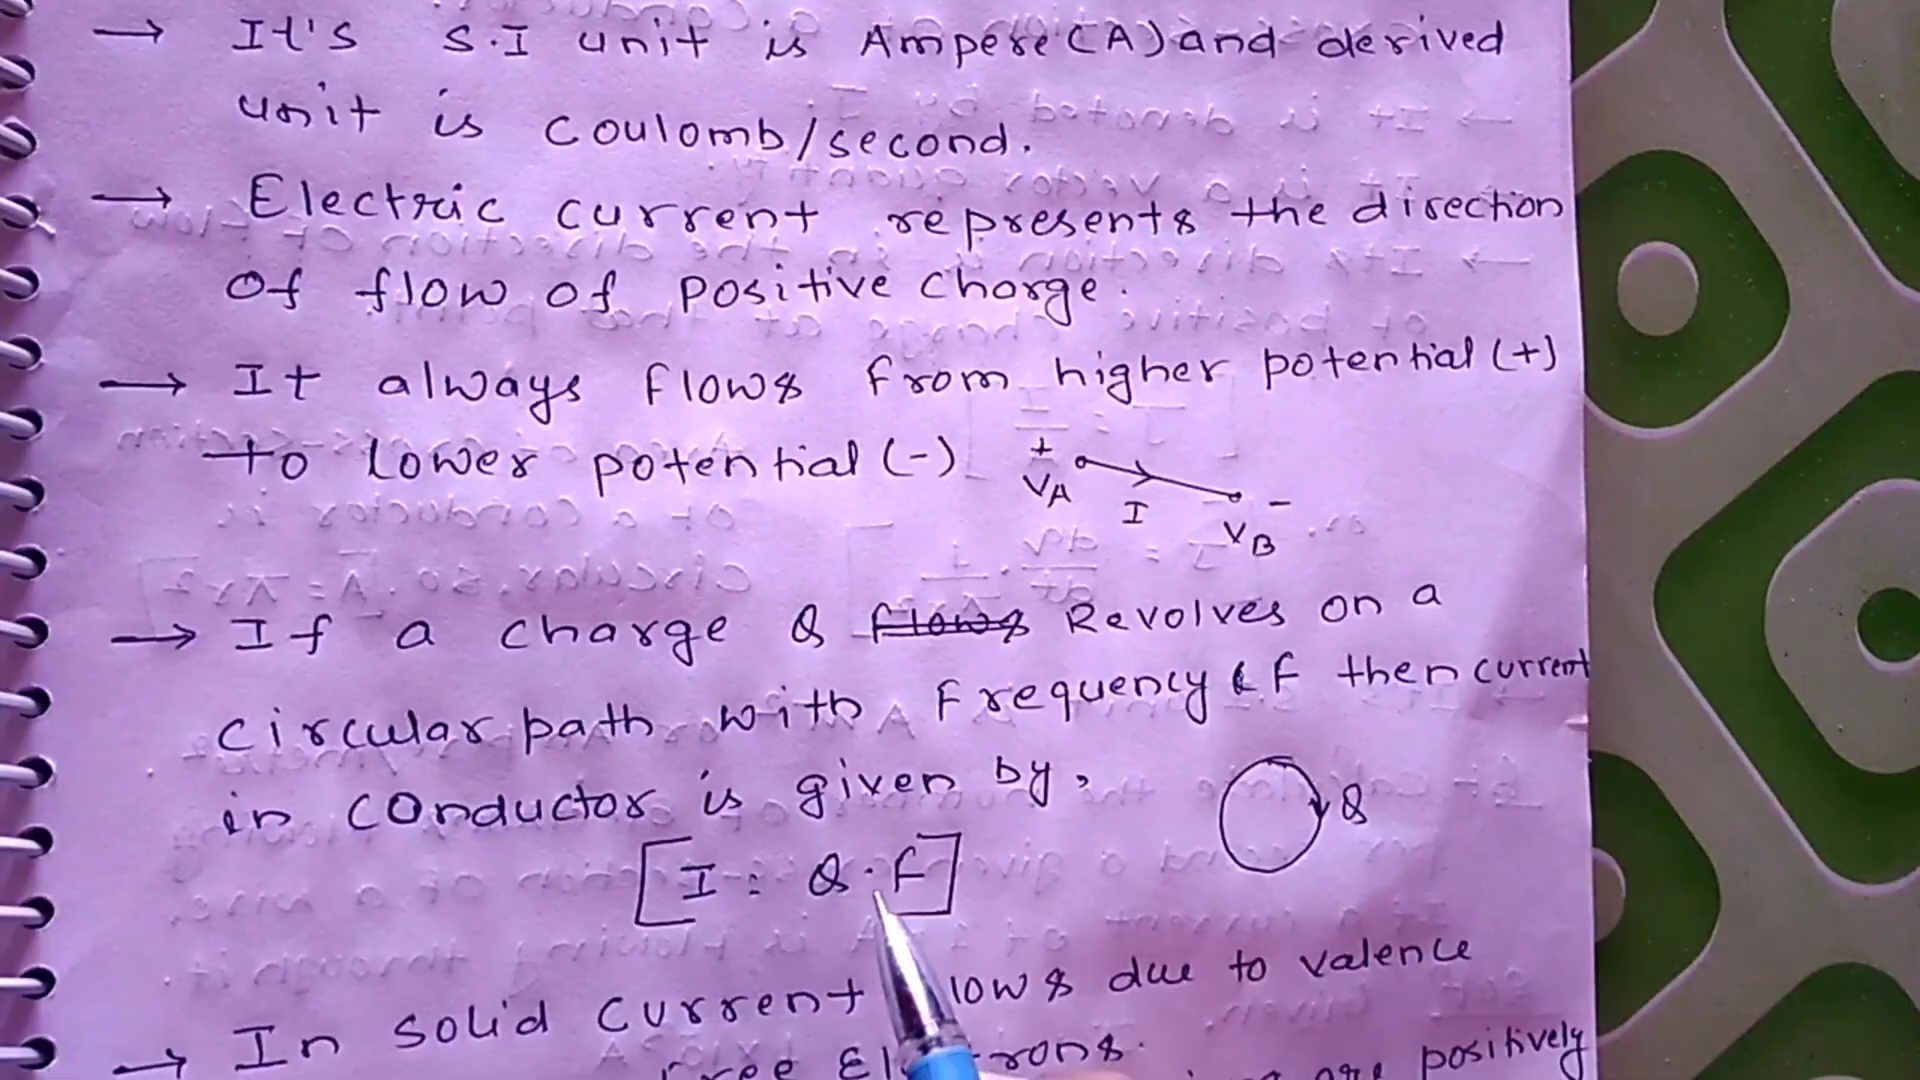 → It's S.I unit is Ampere (A) and derived
unit is coulomb/second.
→ Electric current represents the direction
of flow of positive charge.
→ It always flows from higher potential (+)
to lower potential (-)
+ VA I VB -
→ If a charge Q flows Revolves on a
circular path with Frequency F then current
in conductor is given by,
Q
[I = Q·F]
→ In solid current flows due to valence
positively